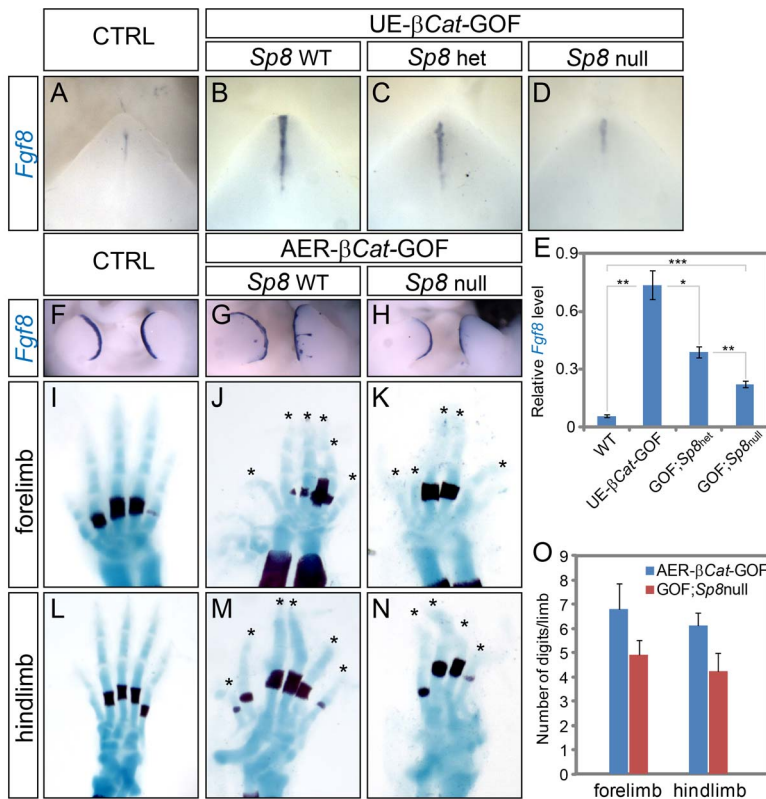 CTRL
UE-βCat-GOF
Sp8 WT
Sp8 het
Sp8 null
Fgf8
A
B
C
D
CTRL
AER-βCat-GOF
Sp8 WT
Sp8 null
Fgf8
F
G
H
E
Relative Fgf8 level
0.9
0.6
0.3
0
***
** *
**
WT
UE-βCat-GOF
GOF;Sp8het
GOF;Sp8null
forelimb
I
J
* * * * * *
K
* * * * *
hindlimb
L
M
* * * * * *
N
* * * * *
O
Number of digits/limb
9
8
7
6
5
4
3
2
1
0
AER-βCat-GOF
GOF;Sp8null
forelimb hindlimb